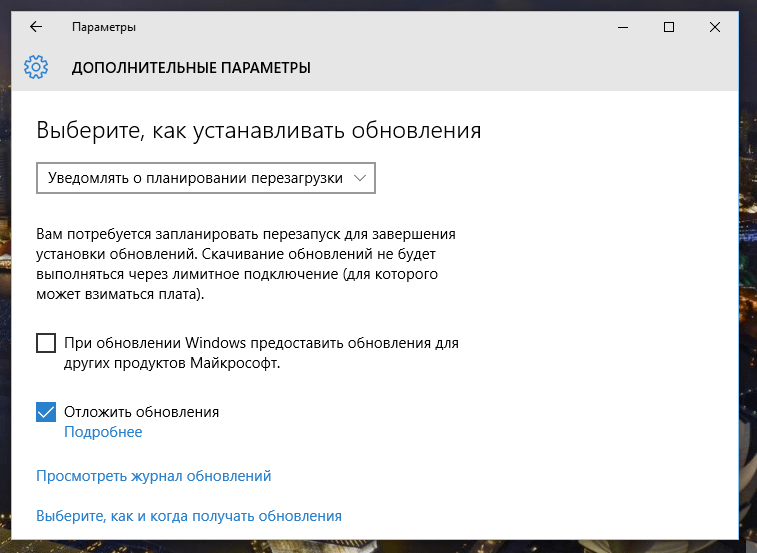 Параметры
ДОПОЛНИТЕЛЬНЫЕ ПАРАМЕТРЫ
Выберите, как устанавливать обновления
Уведомлять о планировании перезагрузки
Вам потребуется запланировать перезапуск для завершения
установки обновлений. Скачивание обновлений не будет
выполняться через лимитное подключение (для которого
может взиматься плата).
При обновлении Windows предоставить обновления для
других продуктов Майкрософт.
Отложить обновления
Подробнее
Просмотреть журнал обновлений
Выберите, как и когда получать обновления